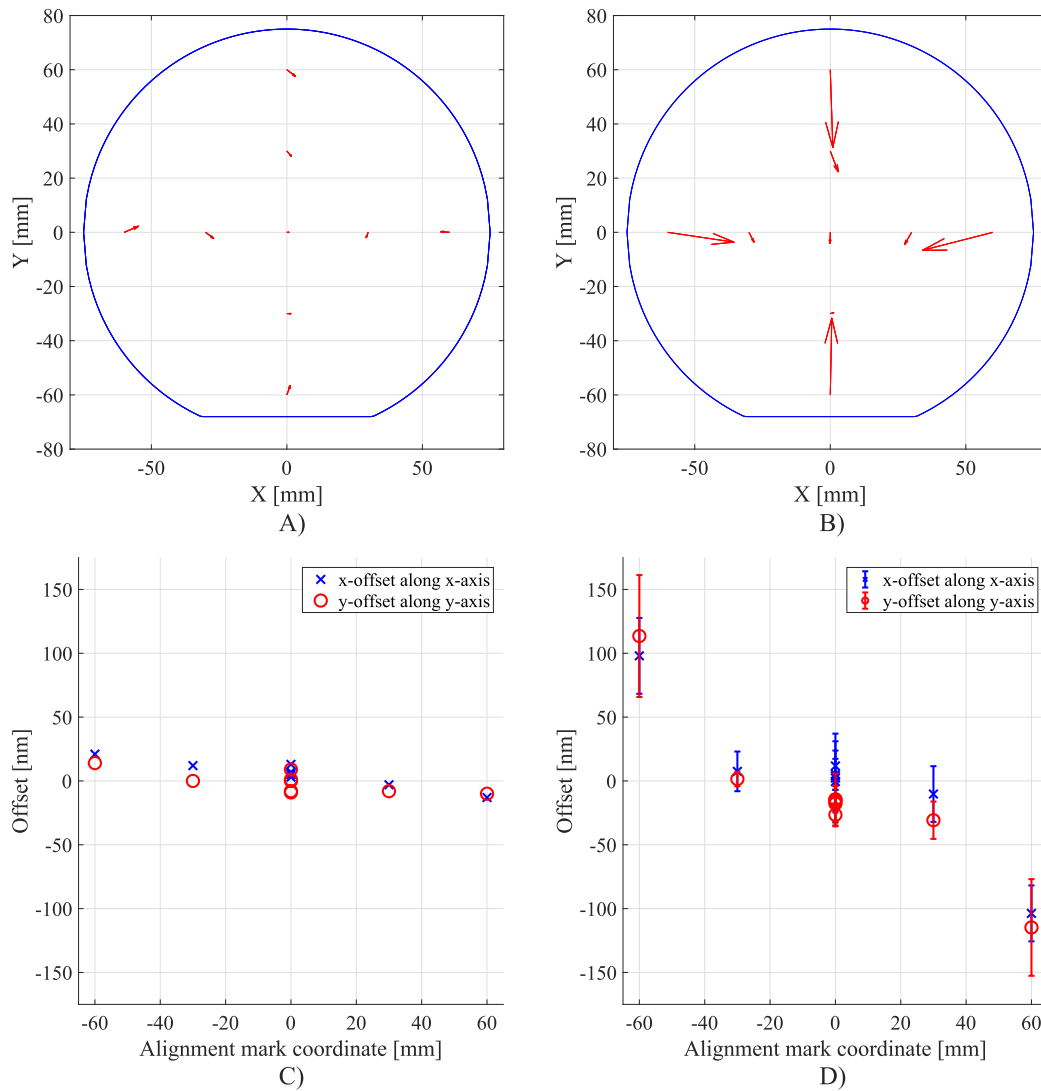 80
60
40
20
0
-20
-40
-60
-80
Y [mm]
-50
0
50
X [mm]
A)
80
60
40
20
0
-20
-40
-60
-80
Y [mm]
-50
0
50
X [mm]
B)
150
100
50
0
-50
-100
-150
Offset [nm]
x-offset along x-axis
y-offset along y-axis
-60 -40 -20 0 20 40 60
Alignment mark coordinate [mm]
C)
150
100
50
0
-50
-100
-150
Offset [nm]
x-offset along x-axis
y-offset along y-axis
-60 -40 -20 0 20 40 60
Alignment mark coordinate [mm]
D)